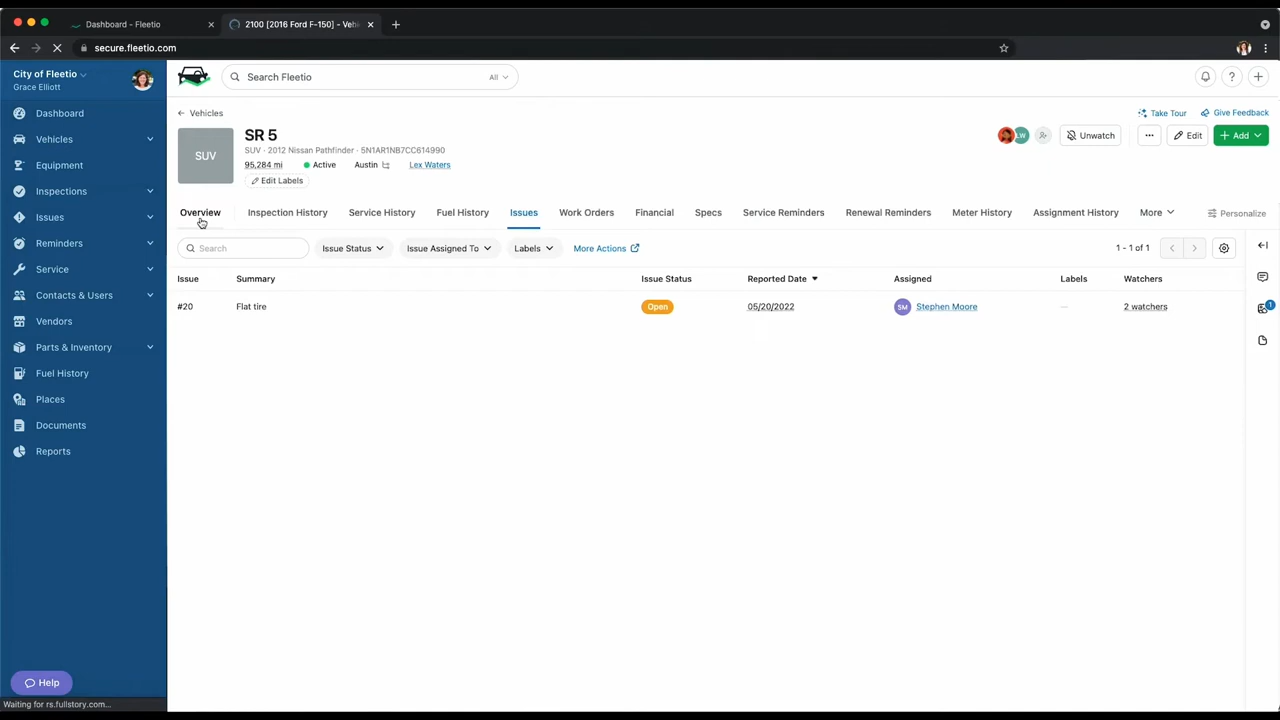 Dashboard - Fleetio
2100 [2016 Ford F-150] - Vehi
secure.fleetio.com
City of Fleetio
Grace Elliott
Search Fleetio
All
Dashboard
Vehicles
Equipment
Inspections
Issues
Reminders
Service
Contacts & Users
Vendors
Parts & Inventory
Fuel History
Places
Documents
Reports
Help
Waiting for rs.fullstory.com...
Vehicles
Take Tour
Give Feedback
SUV
SR 5
SUV · 2012 Nissan Pathfinder · 5N1AR1NB7CC614990
95,284 mi Active Austin Lex Waters
Edit Labels
LW
Unwatch
Edit
Add
Overview Inspection History Service History Fuel History Issues Work Orders Financial Specs Service Reminders Renewal Reminders Meter History Assignment History More Personalize
Search Issue Status Issue Assigned To Labels More Actions 1 - 1 of 1
Issue Summary Issue Status Reported Date Assigned Labels Watchers
#20 Flat tire Open 05/20/2022 SM Stephen Moore — 2 watchers
1